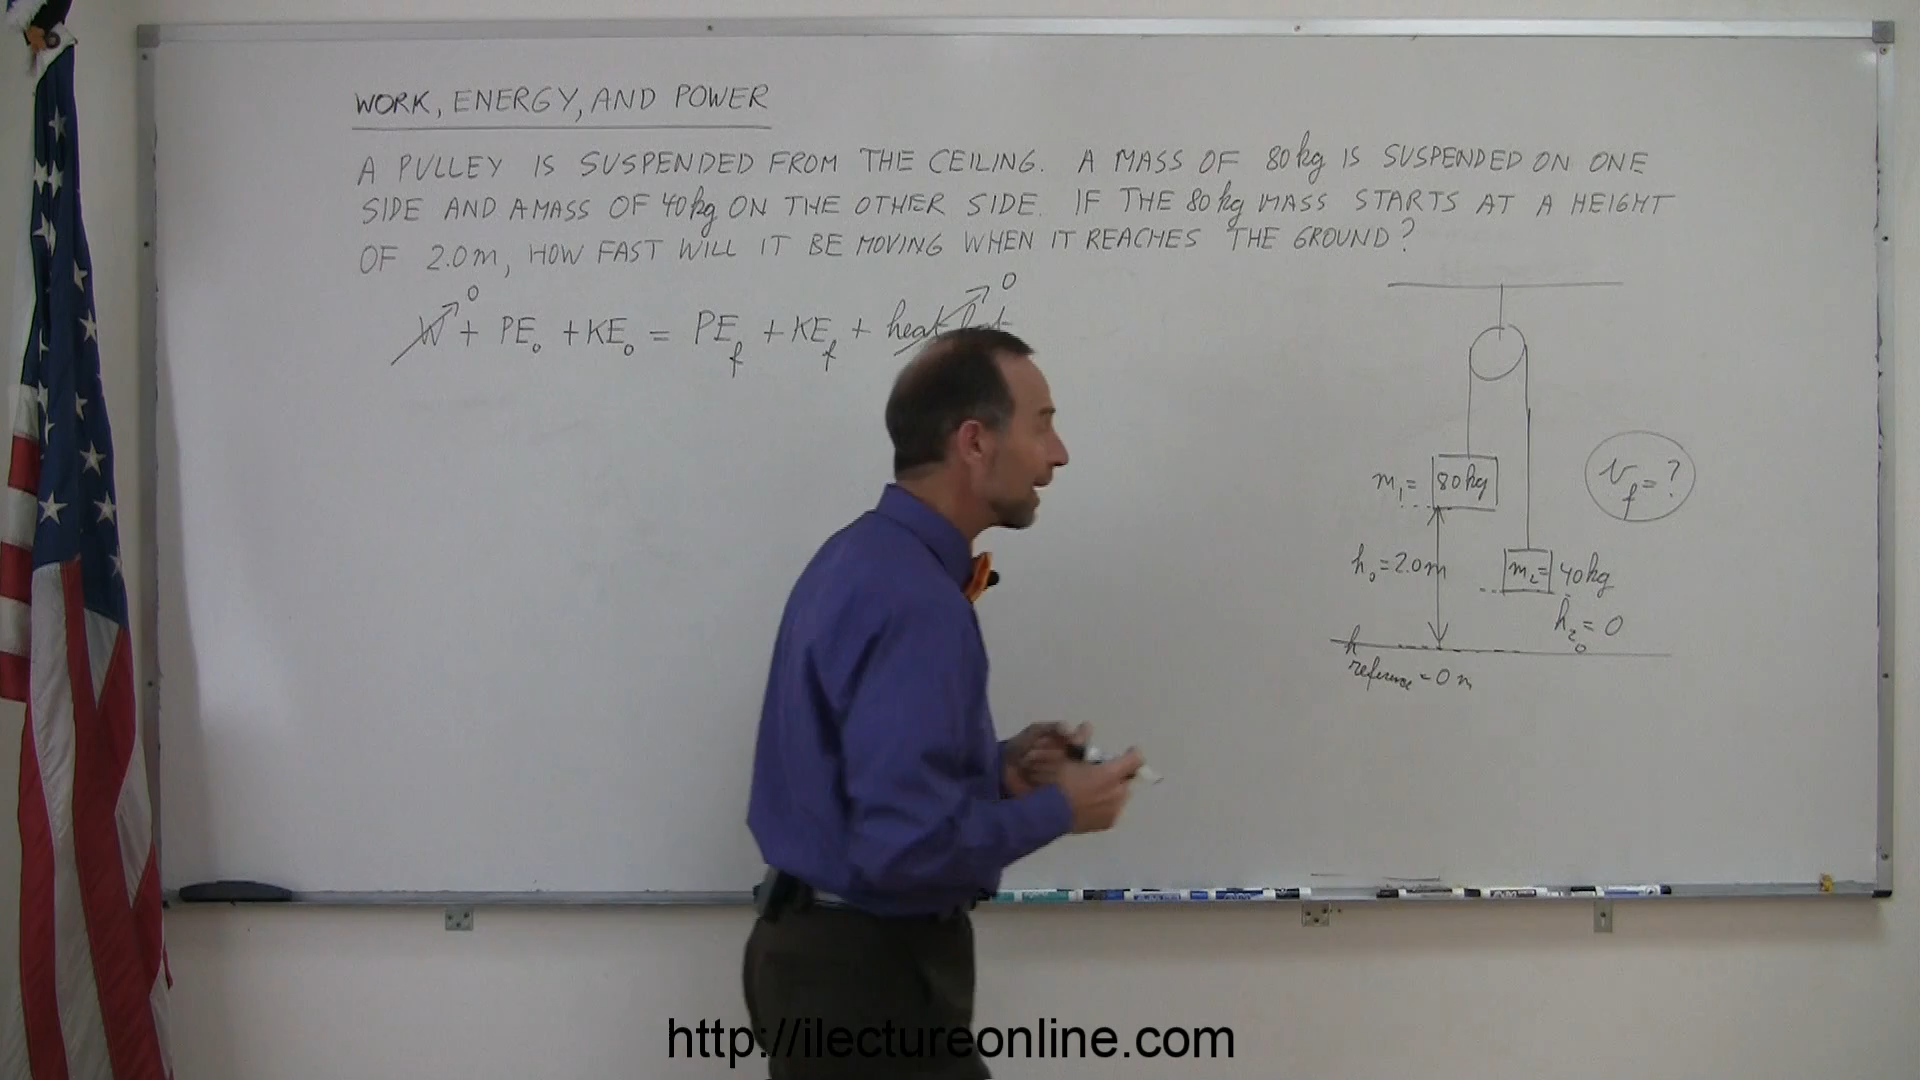 WORK, ENERGY, AND POWER
A PULLEY IS SUSPENDED FROM THE CEILING. A MASS OF 80kg IS SUSPENDED ON ONE
SIDE AND A MASS OF 40kg ON THE OTHER SIDE. IF THE 80kg MASS STARTS AT A HEIGHT
OF 2.0m, HOW FAST WILL IT BE MOVING WHEN IT REACHES THE GROUND?
W→0 + PE₀ + KE₀ = PE_f + KE_f + heat →0
m₁= 80kg
v_f = ?
h₀ = 2.0m
m₂= 40kg
h₂₀ = 0
h reference = 0 m
http://ilectureonline.com